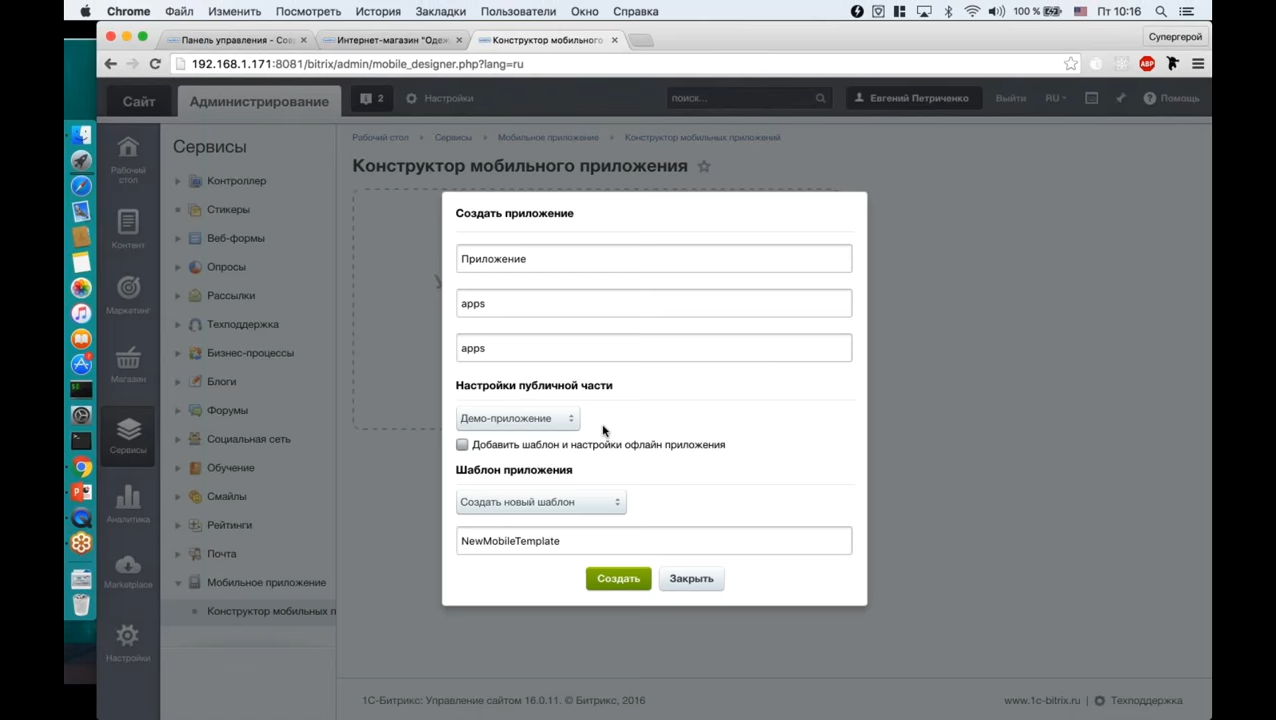 Chrome Файл Изменить Посмотреть История Закладки Пользователи Окно Справка 100 % Пт 10:16
Панель управления - Сов
Интернет-магазин "Одеж
Конструктор мобильного
Супергерой
192.168.1.171:8081/bitrix/admin/mobile_designer.php?lang=ru
ABP
Сайт Администрирование 2 Настройки поиск... Евгений Петриченко Выйти RU Помощь
Рабочий стол
Контент
Маркетинг
Магазин
Сервисы
Аналитика
Marketplace
Настройки
Сервисы
Контроллер
Стикеры
Веб-формы
Опросы
Рассылки
Техподдержка
Бизнес-процессы
Блоги
Форумы
Социальная сеть
Обучение
Смайлы
Рейтинги
Почта
Мобильное приложение
Конструктор мобильных п
Рабочий стол Сервисы Мобильное приложение Конструктор мобильных приложений
Конструктор мобильного приложения
Создать приложение
Приложение
apps
apps
Настройки публичной части
Демо-приложение
Добавить шаблон и настройки офлайн приложения
Шаблон приложения
Создать новый шаблон
NewMobileTemplate
Создать Закрыть
1С-Битрикс: Управление сайтом 16.0.11. © Битрикс, 2016
www.1c-bitrix.ru Техподдержка